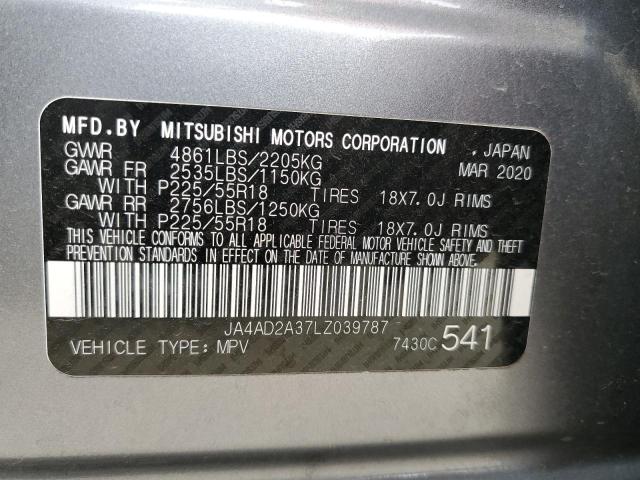 MFD.BY MITSUBISHI MOTORS CORPORATION , JAPAN
GVWR 4861LBS/2205KG MAR 2020
GAWR FR 2535LBS/1150KG
WITH P225/55R18 TIRES 18X7.0J RIMS
GAWR RR 2756LBS/1250KG
WITH P225/55R18 TIRES 18X7.0J RIMS
THIS VEHICLE CONFORMS TO ALL APPLICABLE FEDERAL MOTOR VEHICLE SAFETY AND THEFT
PREVENTION STANDARDS IN EFFECT ON THE DATE OF MANUFACTURE SHOWN ABOVE.
JA4AD2A37LZ039787
VEHICLE TYPE: MPV 7430C 541